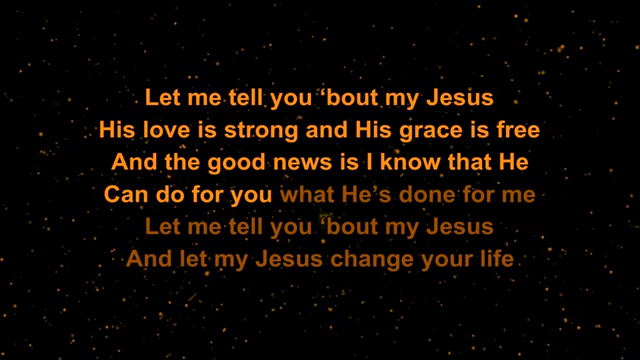 Let me tell you ‘bout my Jesus
His love is strong and His grace is free
And the good news is I know that He
Can do for you what He’s done for me
Let me tell you ‘bout my Jesus
And let my Jesus change your life